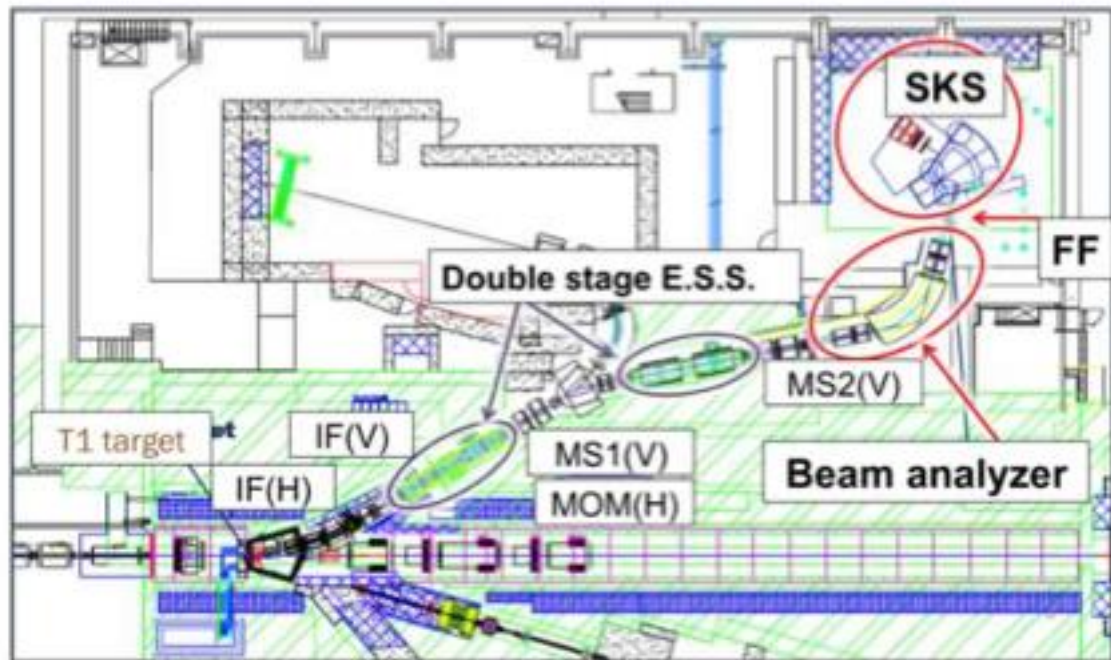 SKS
FF
Double stage E.S.S.
MS2(V)
T1 target
IF(V)
MS1(V)
Beam analyzer
IF(H)
MOM(H)